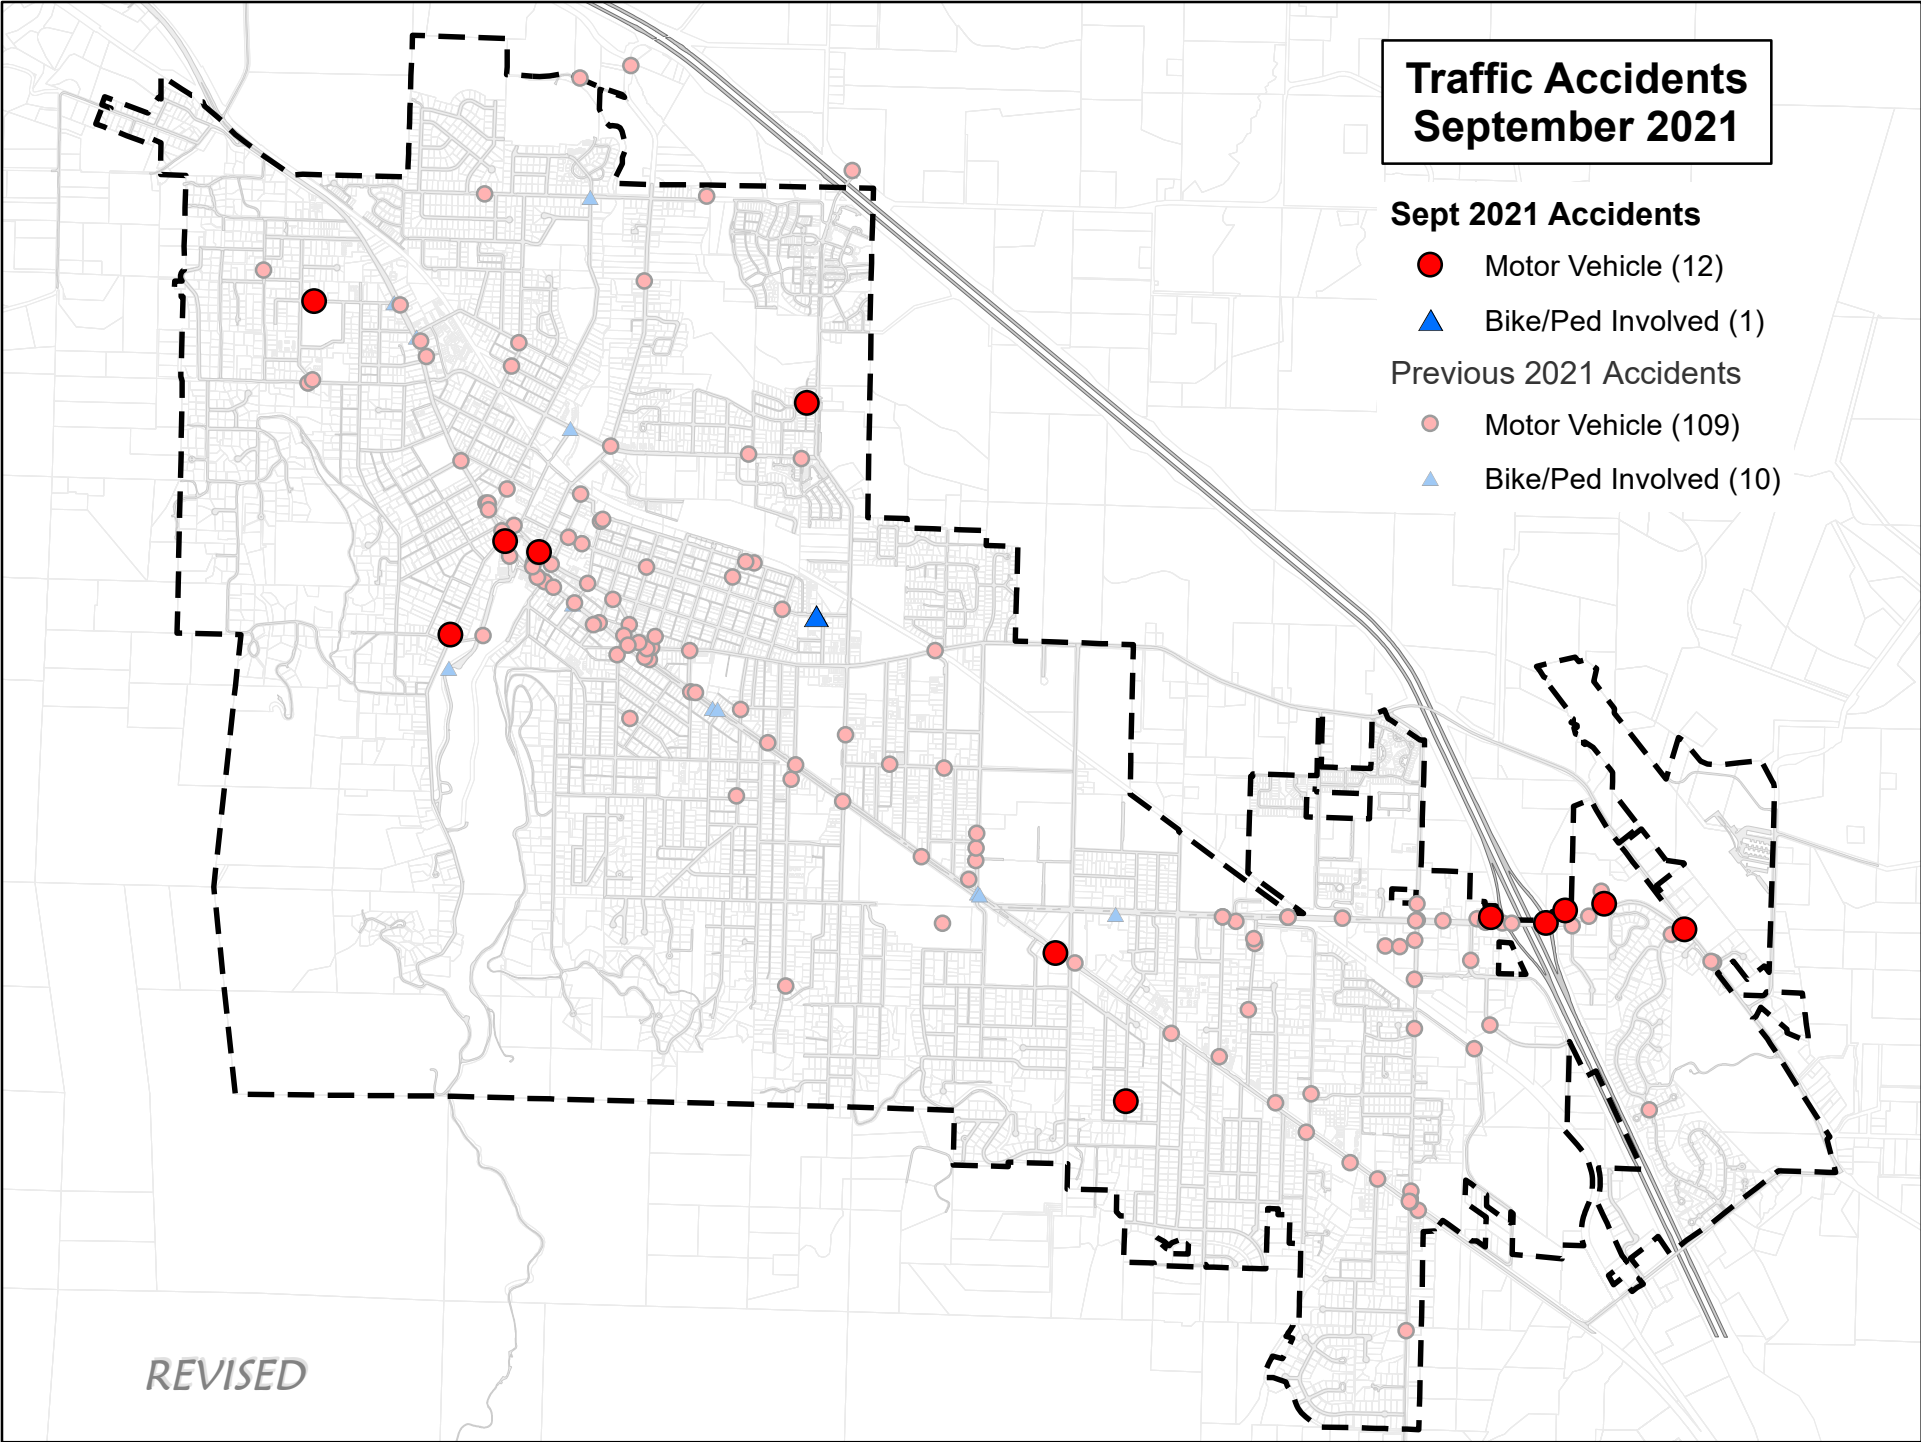 Traffic Accidents
September 2021
Sept 2021 Accidents
Motor Vehicle (12)
Bike/Ped Involved (1)
Previous 2021 Accidents
Motor Vehicle (109)
Bike/Ped Involved (10)
REVISED